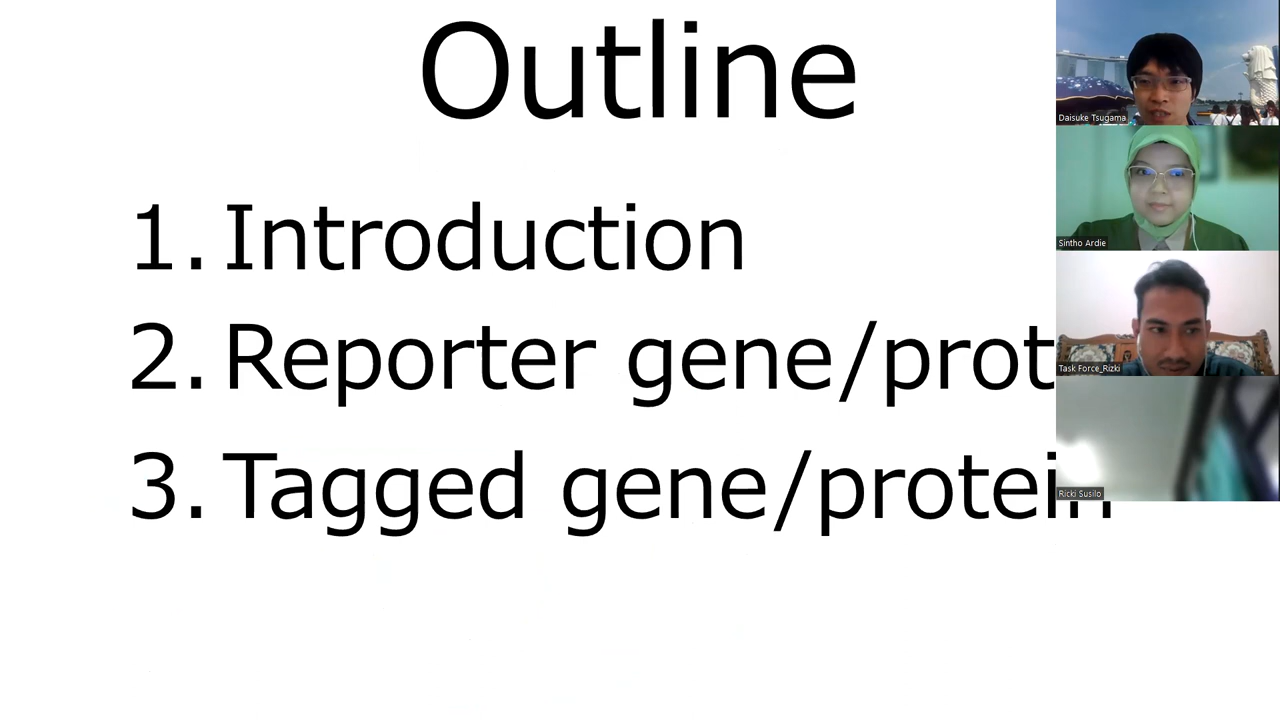 Outline
1. Introduction
2. Reporter gene/prot
3. Tagged gene/protein
Daisuke Tsugama
Sintho Ardie
Task Force_Rizki
Ricki Susilo